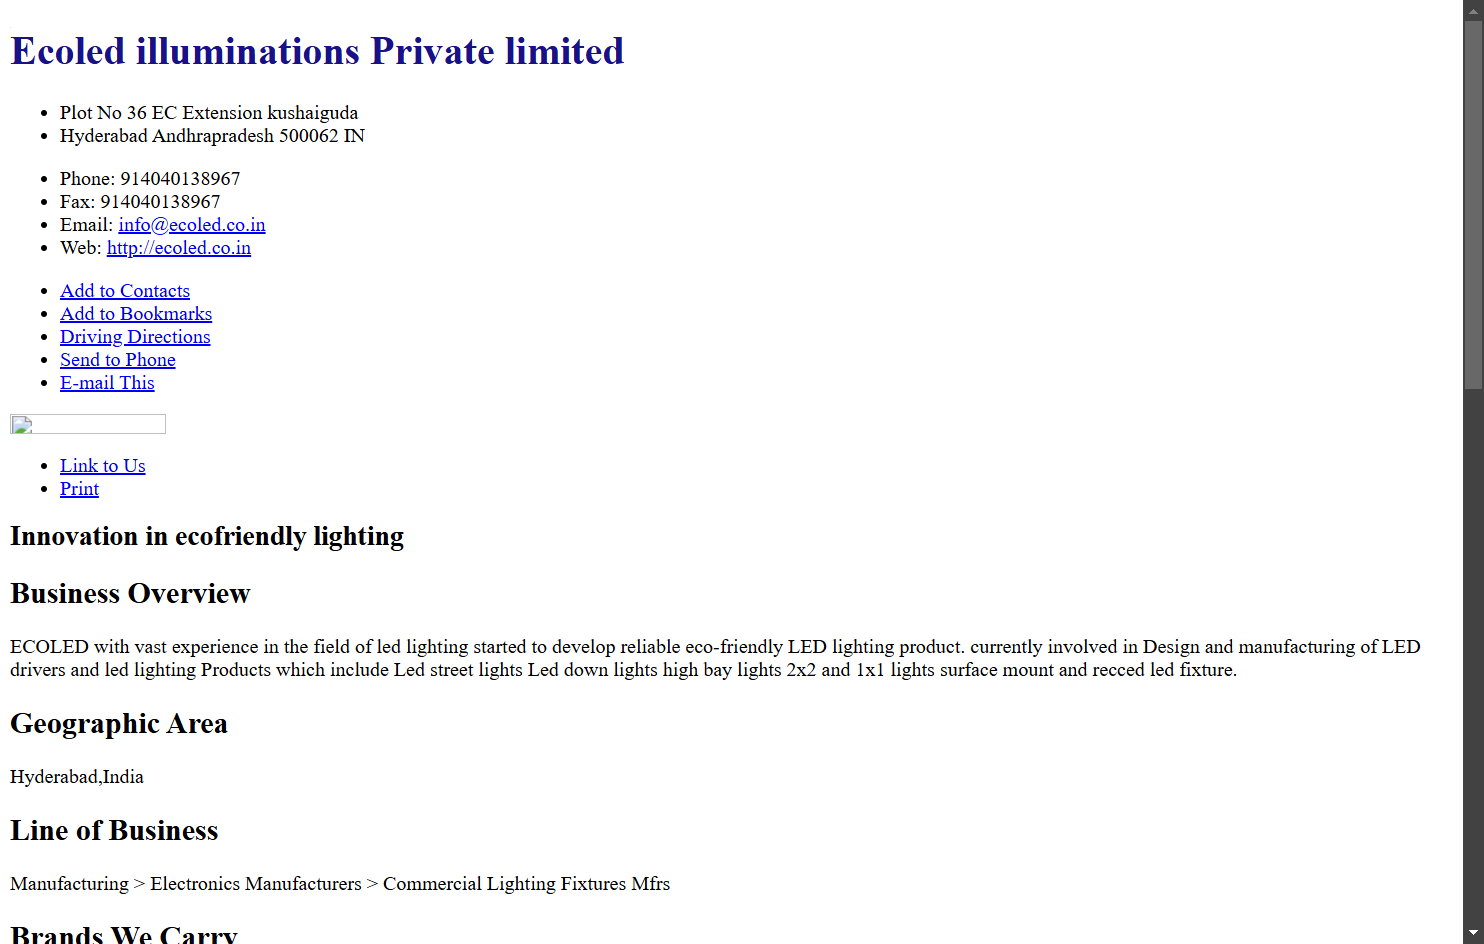 Ecoled illuminations Private limited
Plot No 36 EC Extension kushaiguda
Hyderabad Andhrapradesh 500062 IN
Phone: 914040138967
Fax: 914040138967
Email: info@ecoled.co.in
Web: http://ecoled.co.in
Add to Contacts
Add to Bookmarks
Driving Directions
Send to Phone
E-mail This
Link to Us
Print
Innovation in ecofriendly lighting
Business Overview
ECOLED with vast experience in the field of led lighting started to develop reliable eco-friendly LED lighting product. currently involved in Design and manufacturing of LED
drivers and led lighting Products which include Led street lights Led down lights high bay lights 2x2 and 1x1 lights surface mount and recced led fixture.
Geographic Area
Hyderabad,India
Line of Business
Manufacturing > Electronics Manufacturers > Commercial Lighting Fixtures Mfrs
Brands We Carry